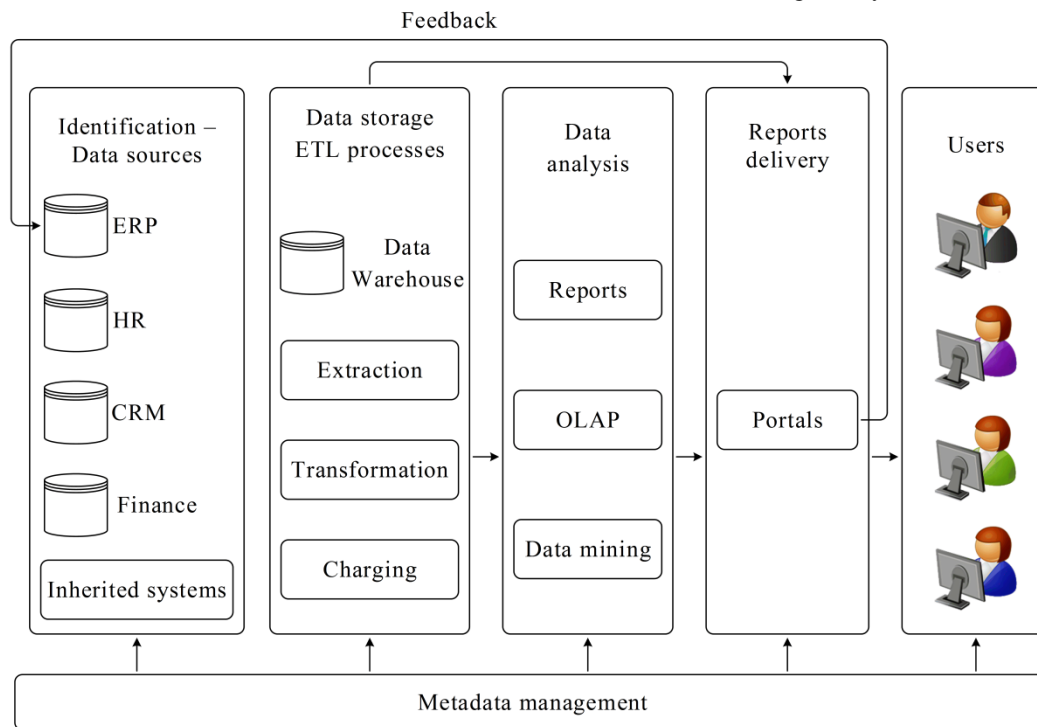 Feedback
Identification –
Data sources
ERP
HR
CRM
Finance
Inherited systems
Data storage
ETL processes
Data
Warehouse
Extraction
Transformation
Charging
Data
analysis
Reports
OLAP
Data mining
Reports
delivery
Portals
Users
Metadata management